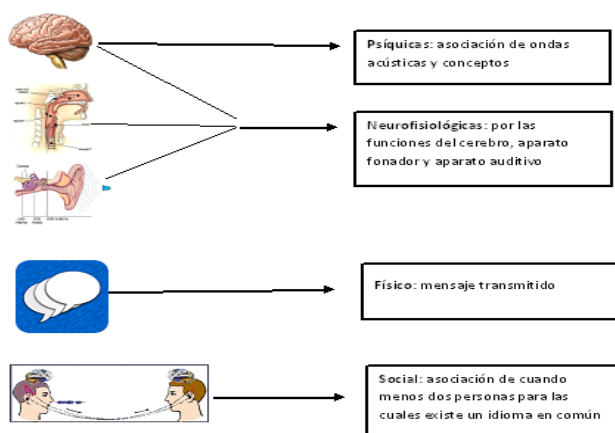 Psíquicas: asociación de ondas
acústicas y conceptos
Neurofisiológicas: por las
funciones del cerebro, aparato
fonador y aparato auditivo
Físico: mensaje transmitido
Social: asociación de cuando
menos dos personas para las
cuales existe un idioma en común